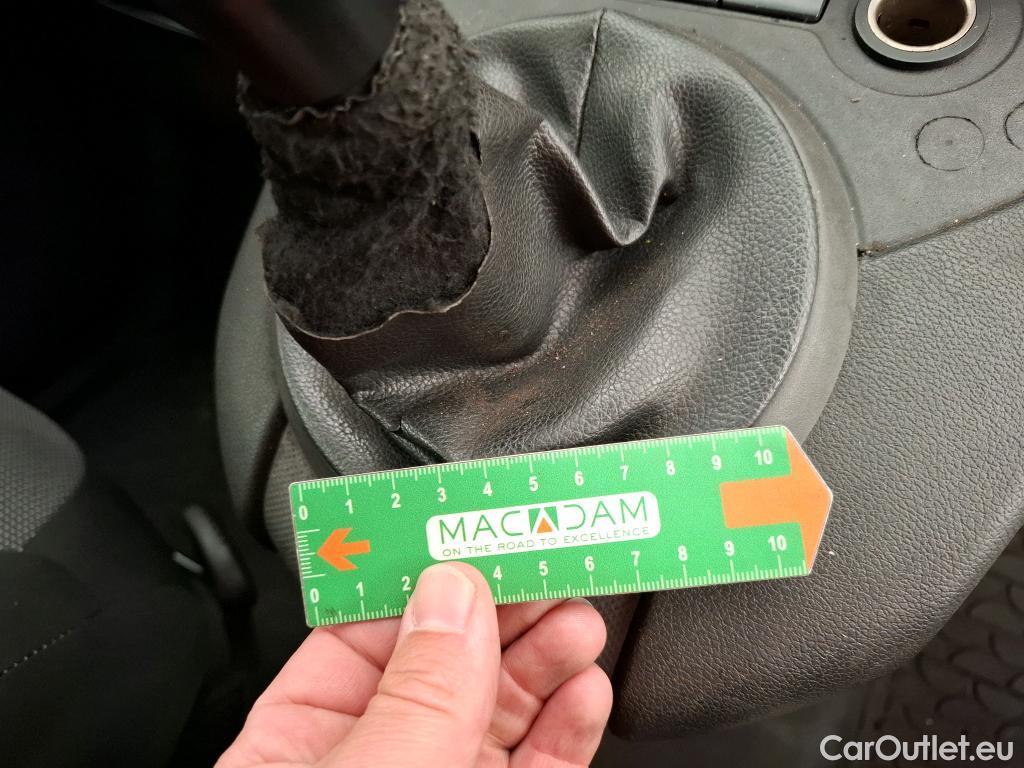 0 1 2 3 4 5 6 7 8 9 10
MACADAM
ON THE ROAD TO EXCELLENCE
0 1 2 4 5 6 7 8 9 10
CarOutlet.eu